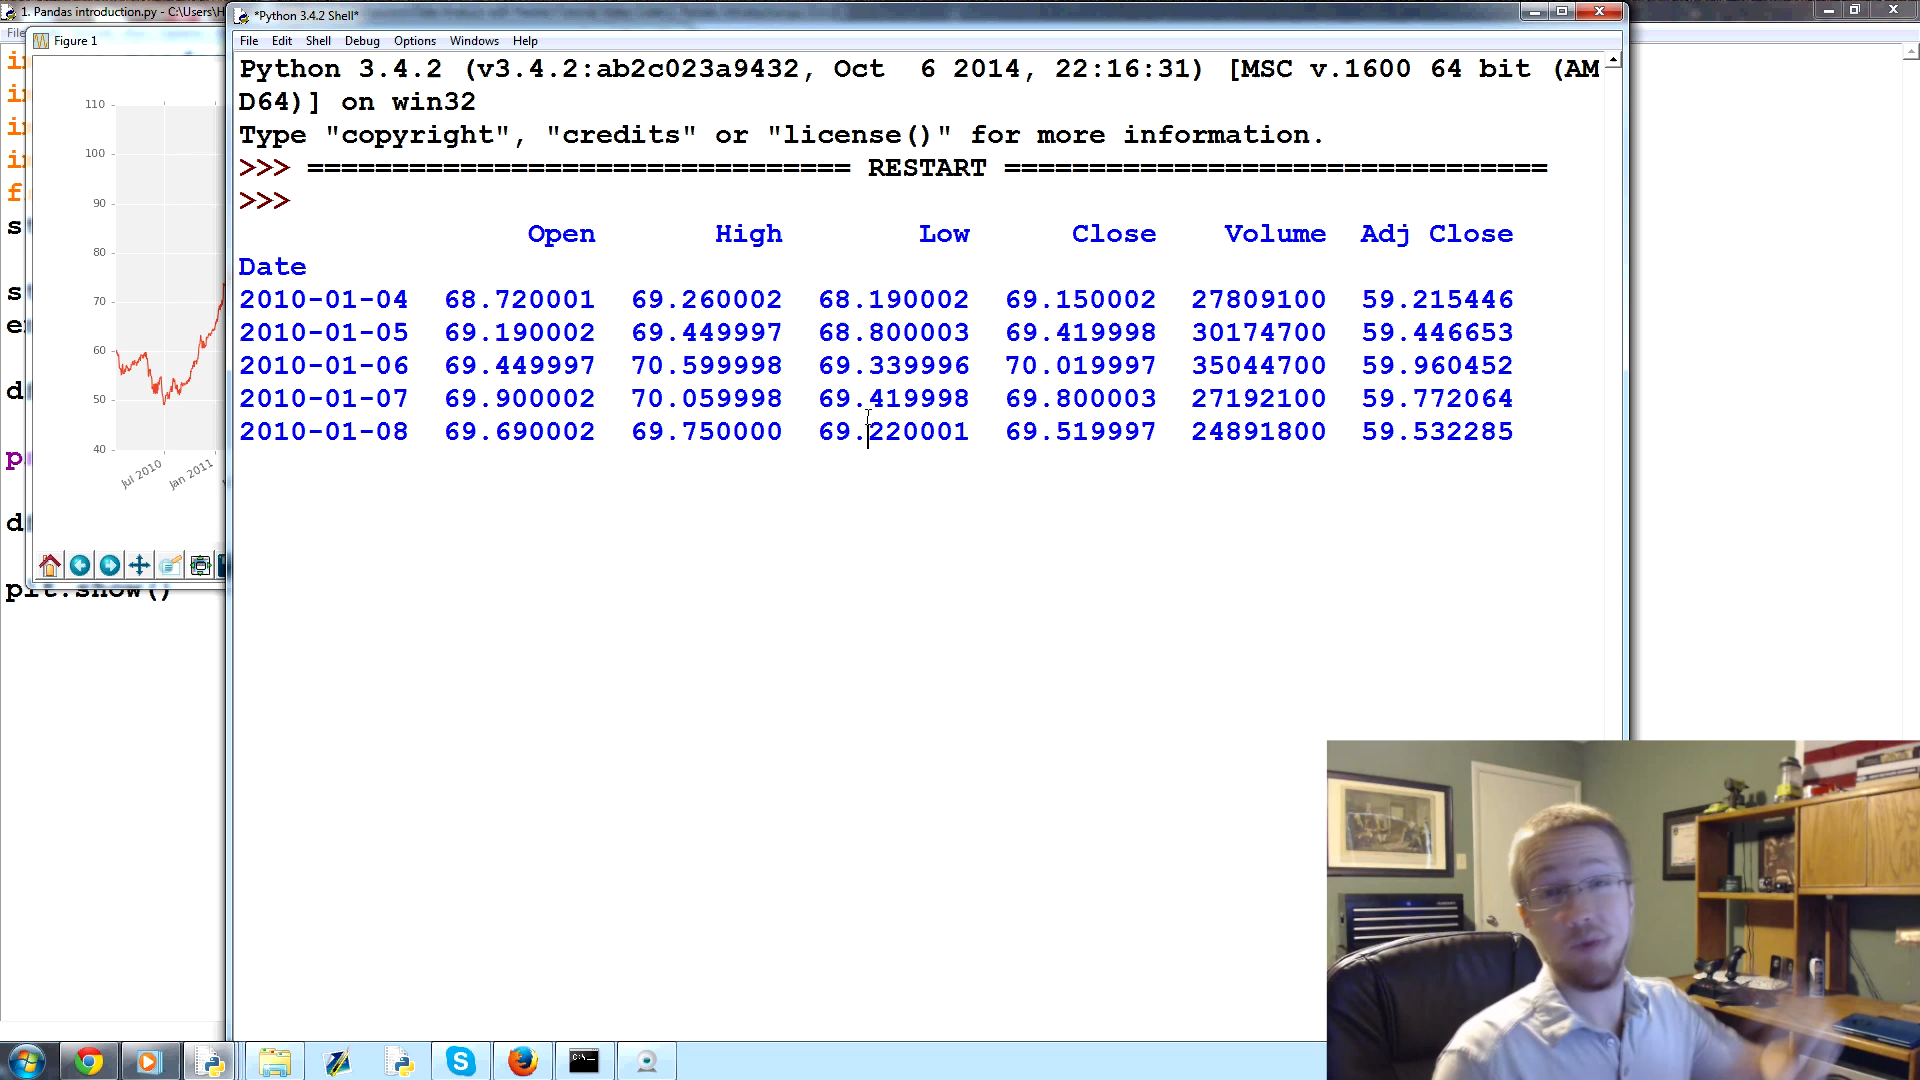 1. Pandas introduction.py - C:\Users\H
*Python 3.4.2 Shell*
File Edit Shell Debug Options Windows Help
Figure 1
Python 3.4.2 (v3.4.2:ab2c023a9432, Oct  6 2014, 22:16:31) [MSC v.1600 64 bit (AM
D64)] on win32
Type "copyright", "credits" or "license()" for more information.
>>> ================================ RESTART ================================
>>>
Open High Low Close Volume Adj Close
Date
2010-01-04 68.720001 69.260002 68.190002 69.150002 27809100 59.215446
2010-01-05 69.190002 69.449997 68.800003 69.419998 30174700 59.446653
2010-01-06 69.449997 70.599998 69.339996 70.019997 35044700 59.960452
2010-01-07 69.900002 70.059998 69.419998 69.800003 27192100 59.772064
2010-01-08 69.690002 69.750000 69.220001 69.519997 24891800 59.532285
110
100
90
80
70
60
50
40
Jul 2010
Jan 2011
plt.show()